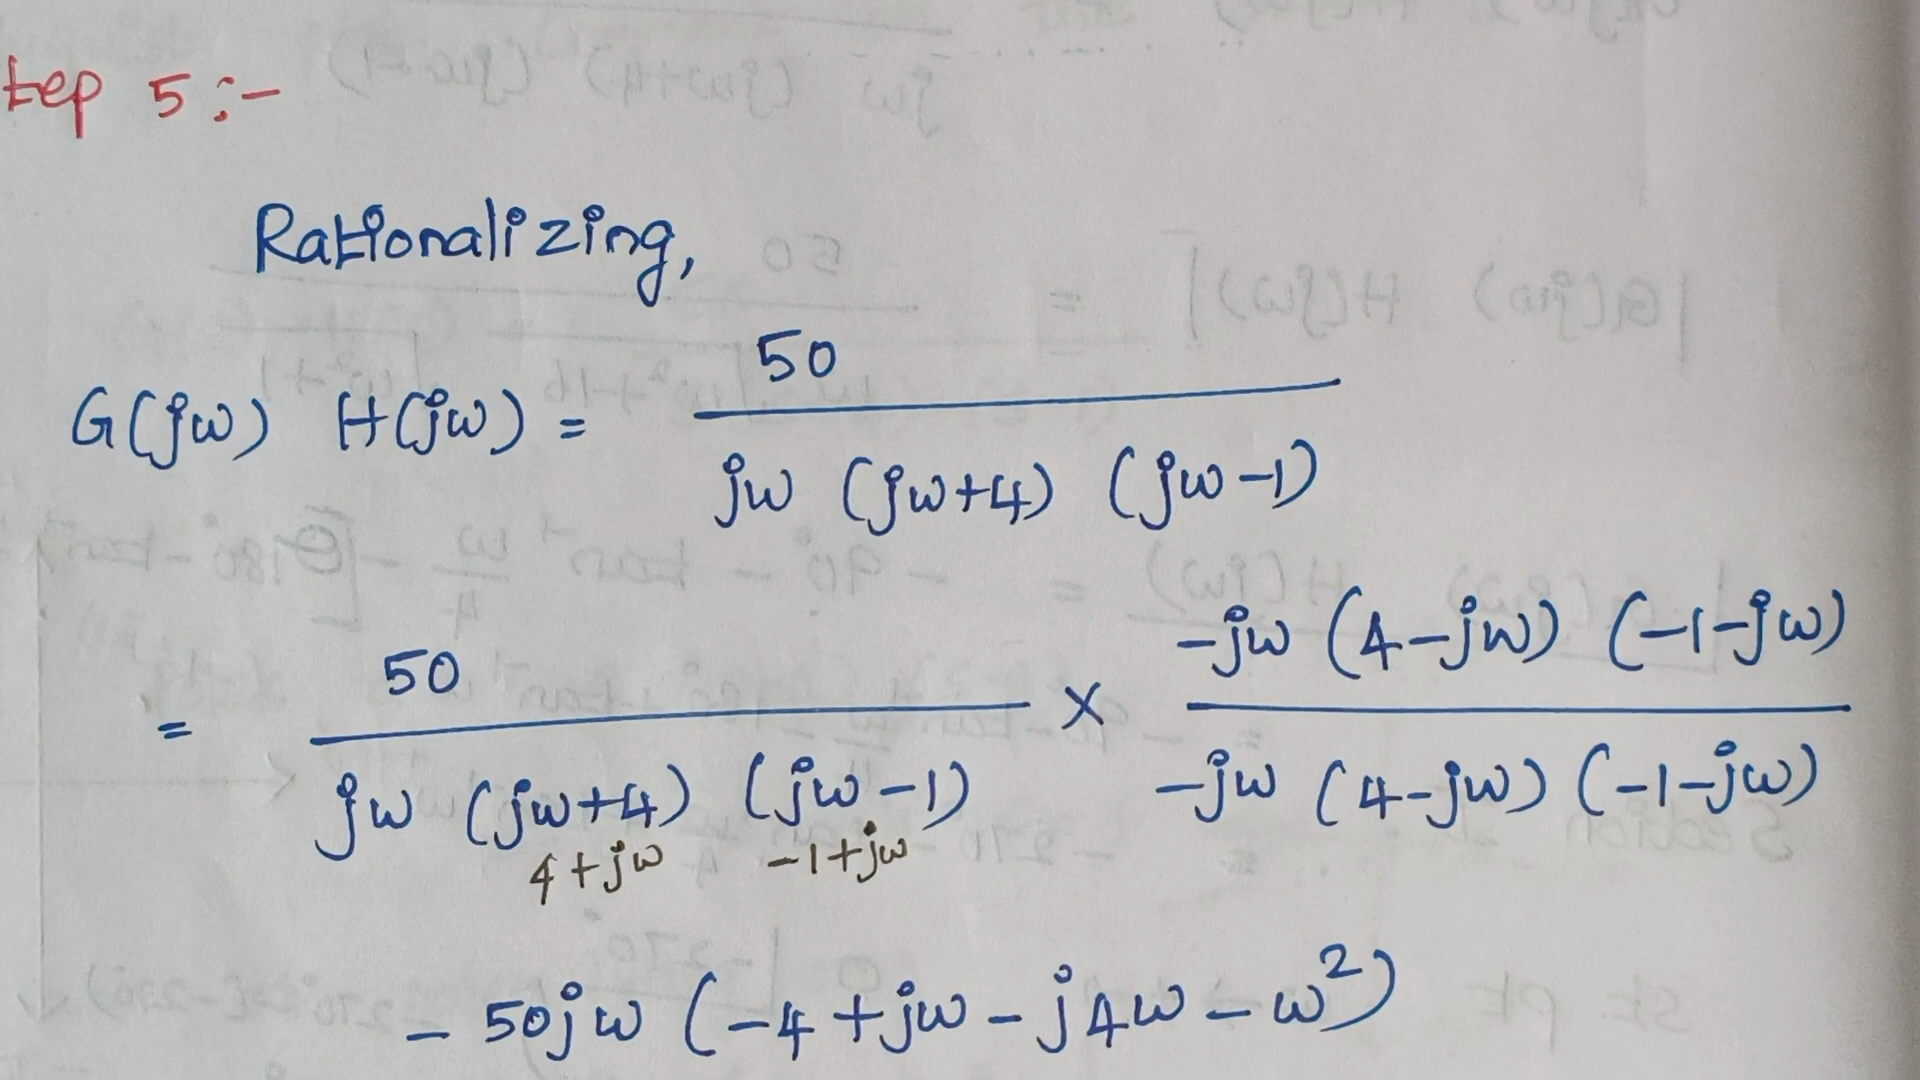 tep 5 :-
Rationalizing,
G(jω) H(jω) = 50 / jω (jω+4) (jω-1)
= 50 / jω (jω+4) (jω-1) × -jω (4-jω) (-1-jω) / -jω (4-jω) (-1-jω)
4+jω -1+jω
- 50jω (-4+jω-j4ω-ω²)